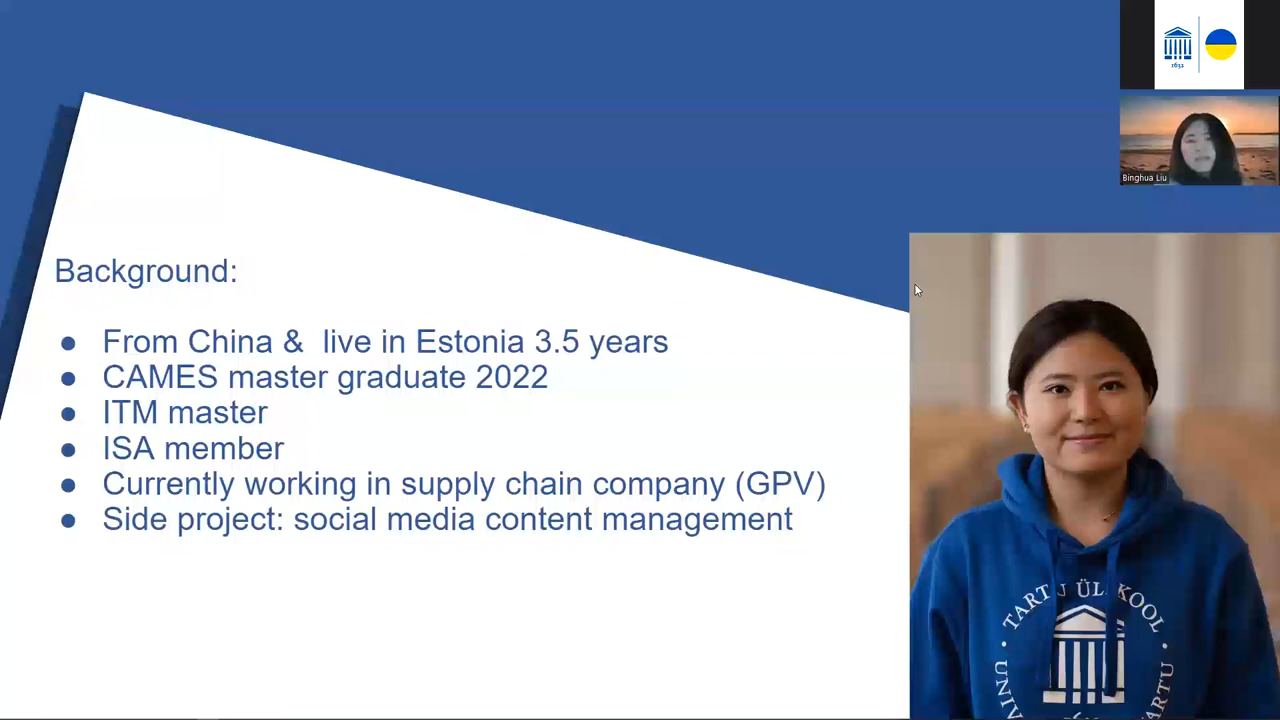 1632
Binghua Liu
Background:
● From China & live in Estonia 3.5 years
● CAMES master graduate 2022
● ITM master
● ISA member
● Currently working in supply chain company (GPV)
● Side project: social media content management
TARTU ÜLIKOOL